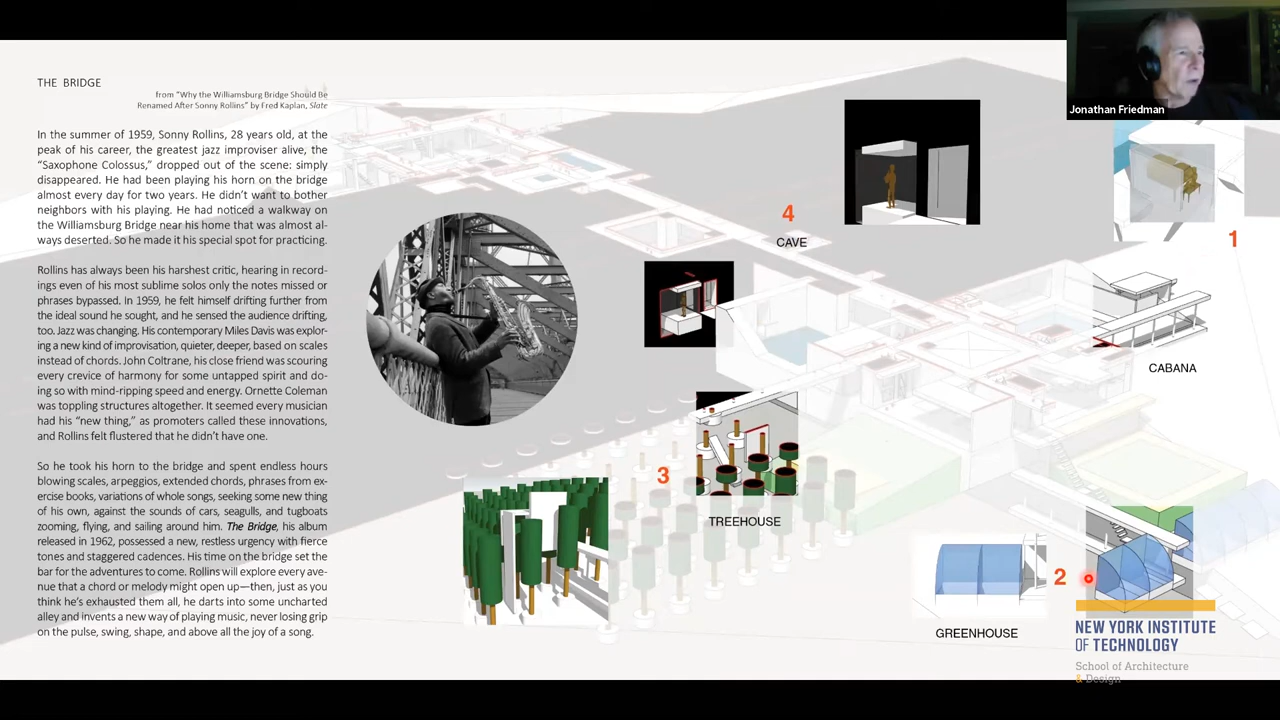 THE BRIDGE
from “Why the Williamsburg Bridge Should Be
Renamed After Sonny Rollins” by Fred Kaplan, Slate
In the summer of 1959, Sonny Rollins, 28 years old, at the
peak of his career, the greatest jazz improviser alive, the
“Saxophone Colossus,” dropped out of the scene: simply
disappeared. He had been playing his horn on the bridge
almost every day for two years. He didn’t want to bother
neighbors with his playing. He had noticed a walkway on
the Williamsburg Bridge near his home that was almost al-
ways deserted. So he made it his special spot for practicing.
Rollins has always been his harshest critic, hearing in record-
ings even of his most sublime solos only the notes missed or
phrases bypassed. In 1959, he felt himself drifting further from
the ideal sound he sought, and he sensed the audience drifting,
too. Jazz was changing. His contemporary Miles Davis was explor-
ing a new kind of improvisation, quieter, deeper, based on scales
instead of chords. John Coltrane, his close friend was scouring
every crevice of harmony for some untapped spirit and do-
ing so with mind-ripping speed and energy. Ornette Coleman
was toppling structures altogether. It seemed every musician
had his “new thing,” as promoters called these innovations,
and Rollins felt flustered that he didn’t have one.
So he took his horn to the bridge and spent endless hours
blowing scales, arpeggios, extended chords, phrases from ex-
ercise books, variations of whole songs, seeking some new thing
of his own, against the sounds of cars, seagulls, and tugboats
zooming, flying, and sailing around him. The Bridge, his album
released in 1962, possessed a new, restless urgency with fierce
tones and staggered cadences. His time on the bridge set the
bar for the adventures to come. Rollins will explore every ave-
nue that a chord or melody might open up—then, just as you
think he’s exhausted them all, he darts into some uncharted
alley and invents a new way of playing music, never losing grip
on the pulse, swing, shape, and above all the joy of a song.
Jonathan Friedman
4
CAVE
1
CABANA
3
TREEHOUSE
2
GREENHOUSE
NEW YORK INSTITUTE
OF TECHNOLOGY
School of Architecture
& Design